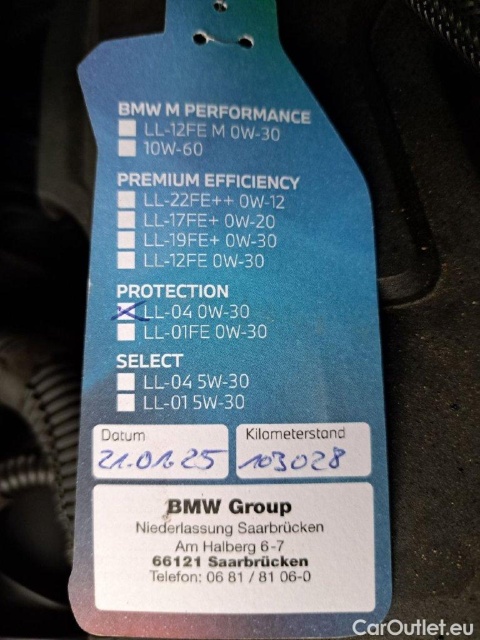 BMW M PERFORMANCE
LL-12FE M 0W-30
10W-60
PREMIUM EFFICIENCY
LL-22FE++ 0W-12
LL-17FE+ 0W-20
LL-19FE+ 0W-30
LL-12FE 0W-30
PROTECTION
LL-04 0W-30
LL-01FE 0W-30
SELECT
LL-04 5W-30
LL-01 5W-30
Datum
21.01.25
Kilometerstand
103028
BMW Group
Niederlassung Saarbrücken
Am Halberg 6-7
66121 Saarbrücken
Telefon: 06 81 / 81 06-0
CarOutlet.eu